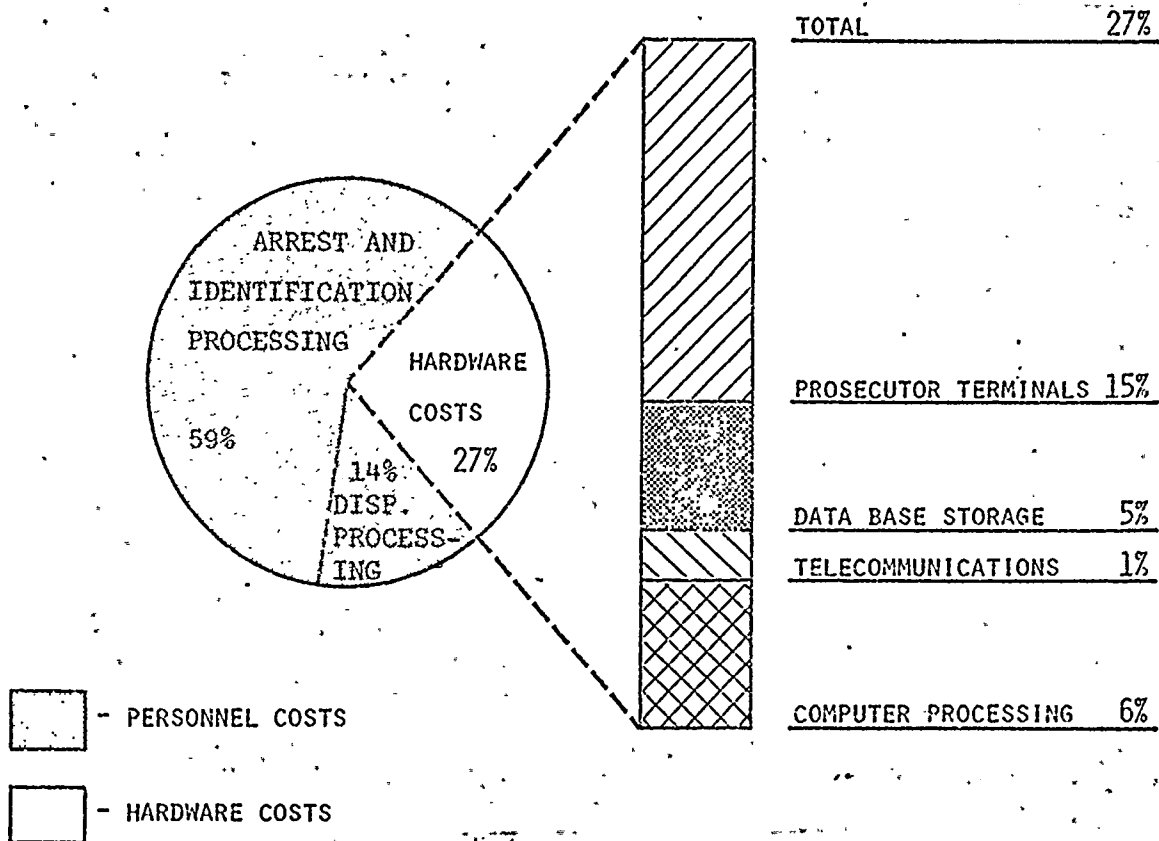 TOTAL 27%
ARREST AND
IDENTIFICATION
PROCESSING
59%
HARDWARE
COSTS
27%
14%
DISP.
PROCESS-
ING
PROSECUTOR TERMINALS 15%
DATA BASE STORAGE 5%
TELECOMMUNICATIONS 1%
COMPUTER PROCESSING 6%
- PERSONNEL COSTS
- HARDWARE COSTS